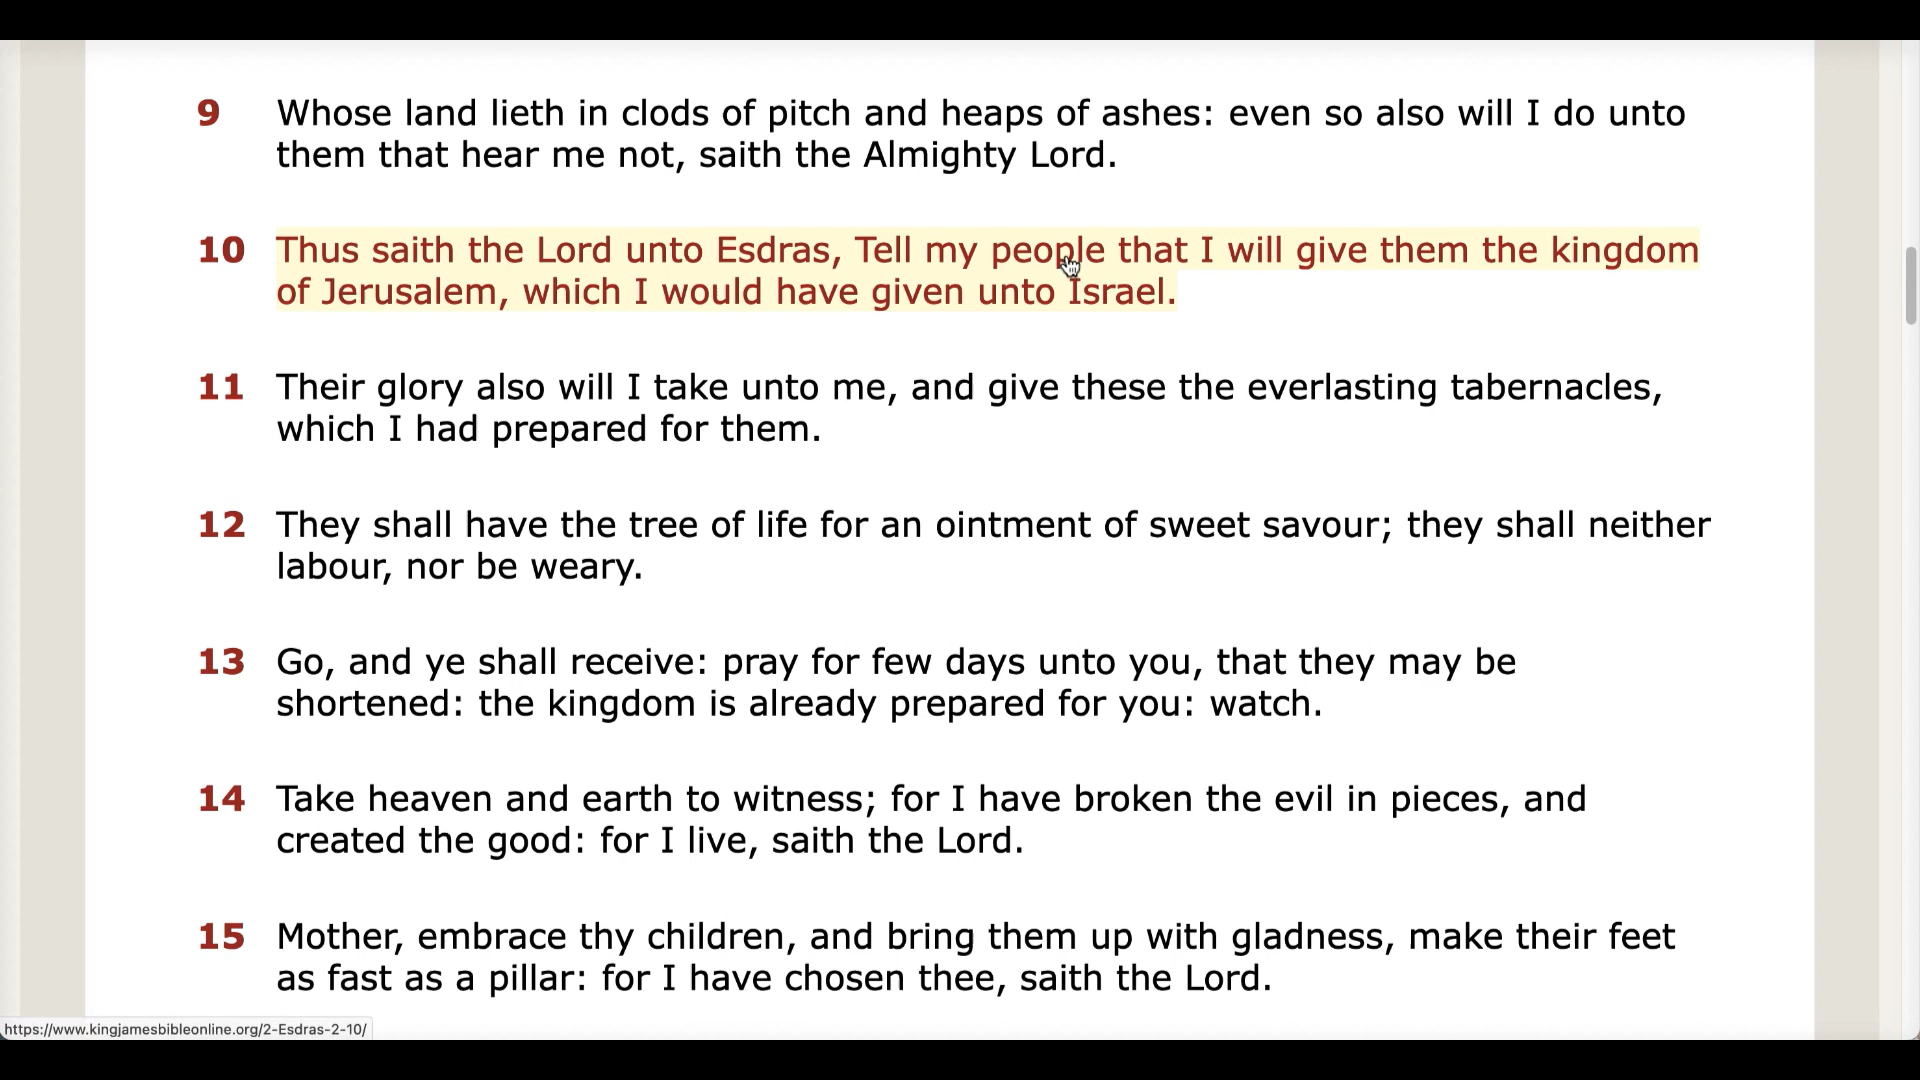 9 Whose land lieth in clods of pitch and heaps of ashes: even so also will I do unto
them that hear me not, saith the Almighty Lord.
10 Thus saith the Lord unto Esdras, Tell my people that I will give them the kingdom
of Jerusalem, which I would have given unto Israel.
11 Their glory also will I take unto me, and give these the everlasting tabernacles,
which I had prepared for them.
12 They shall have the tree of life for an ointment of sweet savour; they shall neither
labour, nor be weary.
13 Go, and ye shall receive: pray for few days unto you, that they may be
shortened: the kingdom is already prepared for you: watch.
14 Take heaven and earth to witness; for I have broken the evil in pieces, and
created the good: for I live, saith the Lord.
15 Mother, embrace thy children, and bring them up with gladness, make their feet
as fast as a pillar: for I have chosen thee, saith the Lord.
https://www.kingjamesbibleonline.org/2-Esdras-2-10/